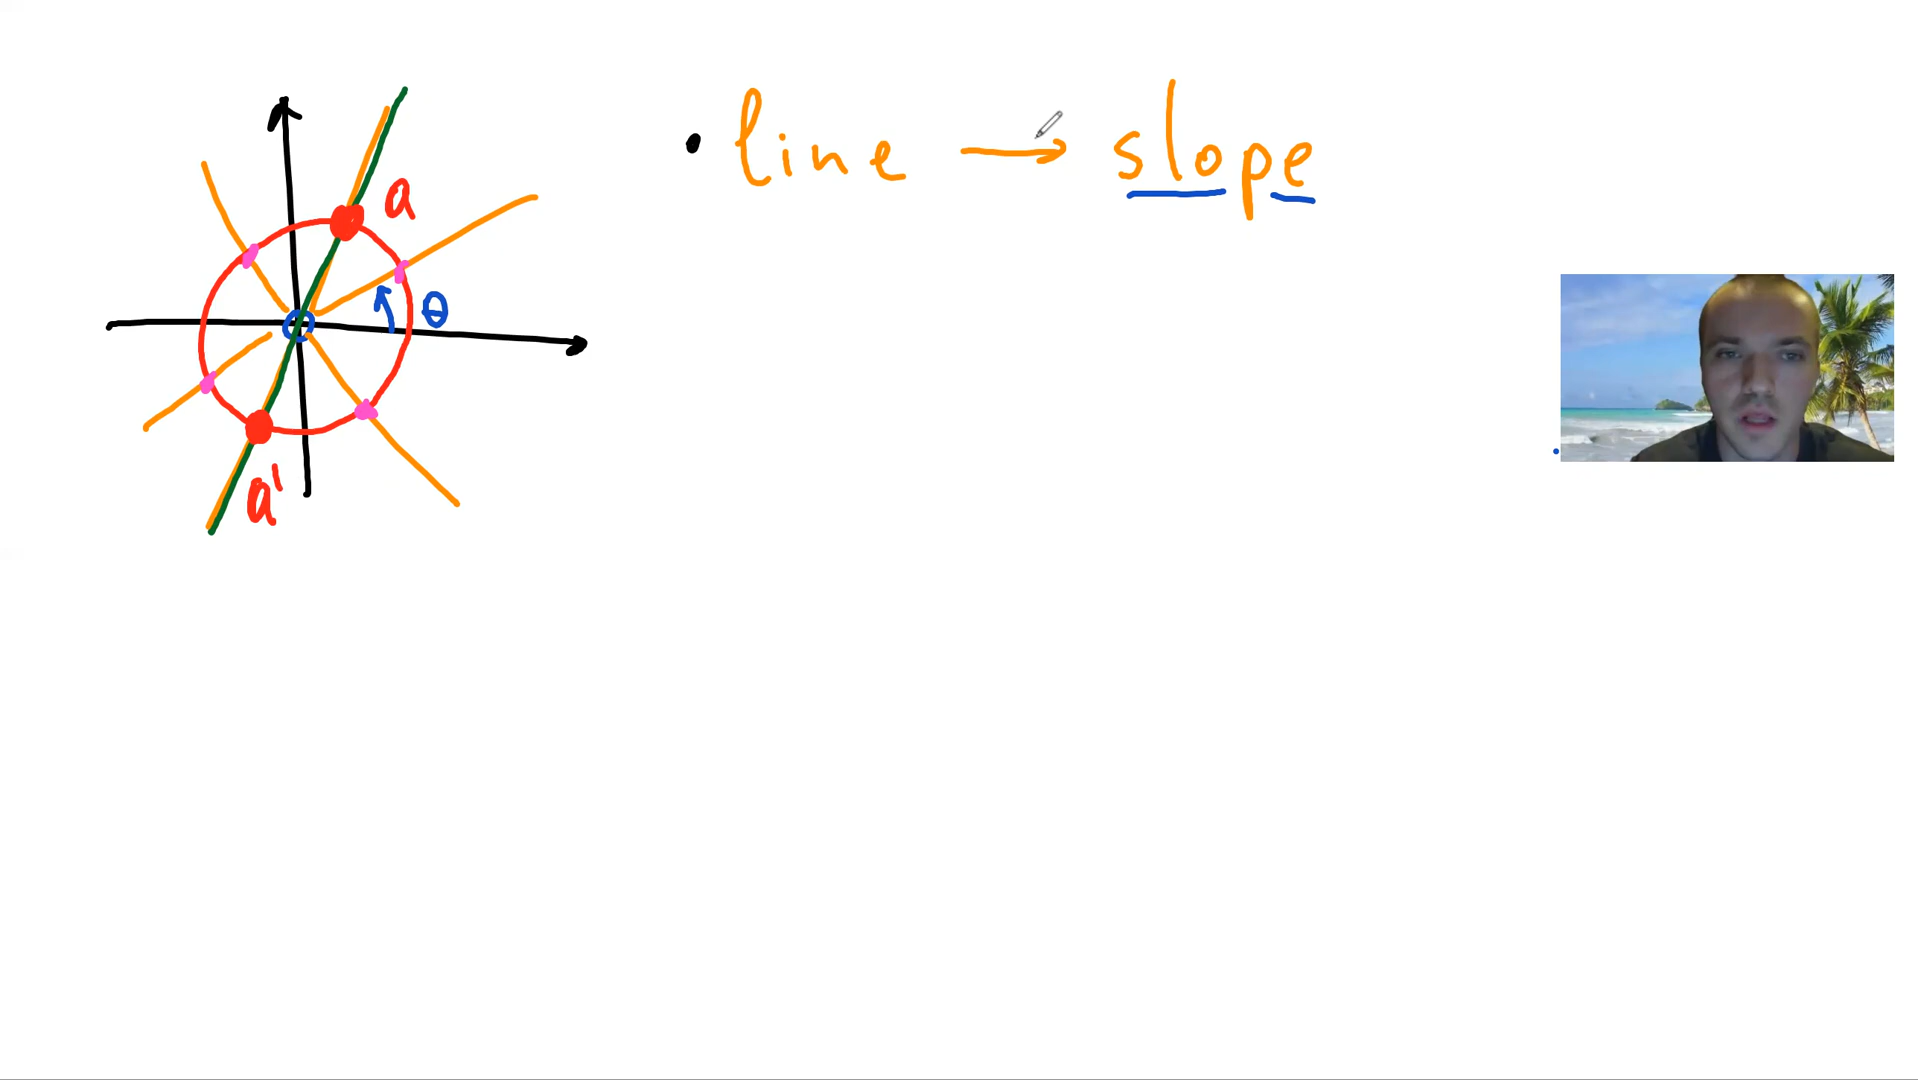 • line → slope
a
θ
a'